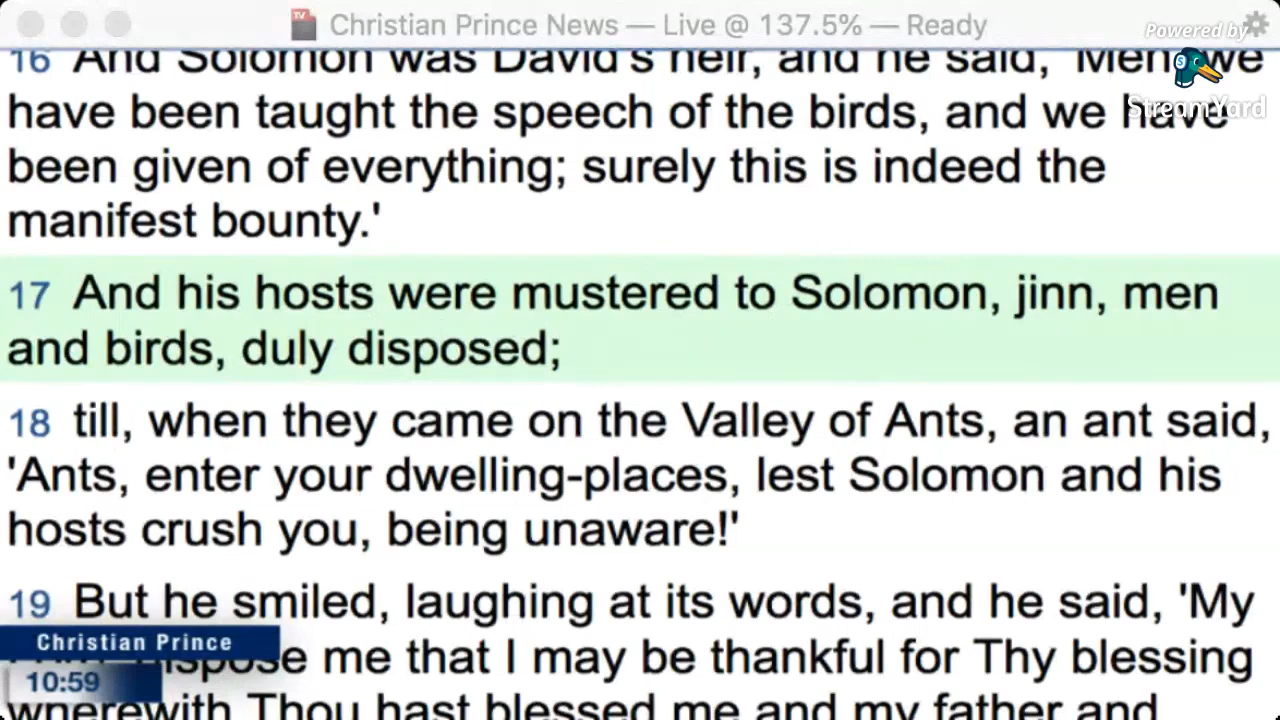 Christian Prince News — Live @ 137.5% — Ready
Powered by
StreamYard
16 And Solomon was David's heir, and he said, 'Men, we
have been taught the speech of the birds, and we have
been given of everything; surely this is indeed the
manifest bounty.'
17 And his hosts were mustered to Solomon, jinn, men
and birds, duly disposed;
18 till, when they came on the Valley of Ants, an ant said,
'Ants, enter your dwelling-places, lest Solomon and his
hosts crush you, being unaware!'
19 But he smiled, laughing at its words, and he said, 'My
dispose me that I may be thankful for Thy blessing
wherewith Thou hast blessed me and my father and
Christian Prince
10:59